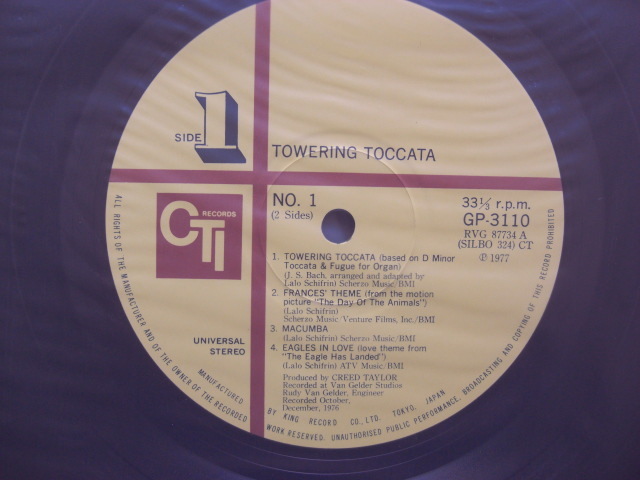 SIDE 1
TOWERING TOCCATA
CTI RECORDS
UNIVERSAL
STEREO
NO. 1
(2 Sides)
33⅓ r.p.m.
GP-3110
RVG 87734 A
(SILBO 324) CT
℗ 1977
1. TOWERING TOCCATA (based on D Minor
Toccata & Fugue for Organ)
(J. S. Bach, arranged and adapted by
Lalo Schifrin) Scherzo Music/BMI
2. FRANCES' THEME (from the motion
picture "The Day Of The Animals")
(Lalo Schifrin)
Scherzo Music/Venture Films, Inc./BMI
3. MACUMBA
(Lalo Schifrin) Scherzo Music/BMI
4. EAGLES IN LOVE (love theme from
"The Eagle Has Landed")
(Lalo Schifrin) ATV Music/BMI
Produced by CREED TAYLOR
Recorded at Van Gelder Studios
Rudy Van Gelder, Engineer
Recorded October,
December, 1976
MANUFACTURED BY KING RECORD CO., LTD. TOKYO, JAPAN
ALL RIGHTS OF THE MANUFACTURER AND OF THE OWNER OF THE RECORDED WORK RESERVED. UNAUTHORISED PUBLIC PERFORMANCE, BROADCASTING AND COPYING OF THIS RECORD PROHIBITED